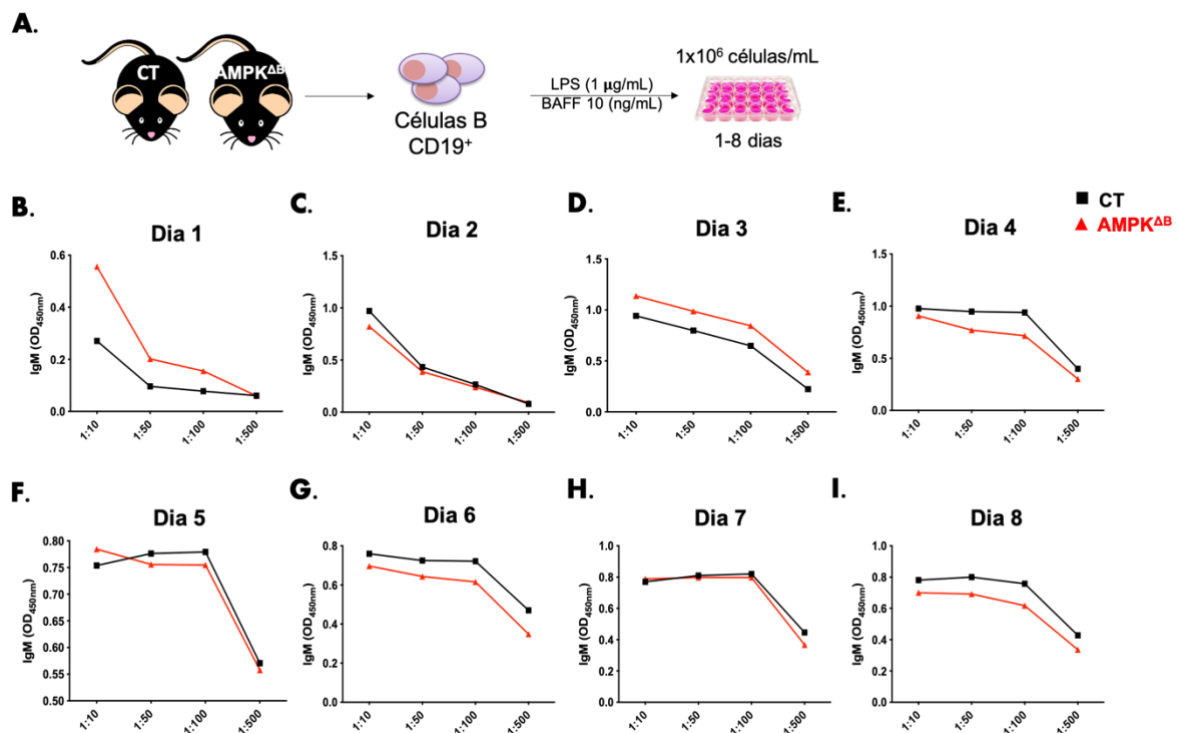 A.
CT
AMPKᐞᴮ
Células B
CD19⁺
LPS (1 µg/mL)
BAFF 10 (ng/mL)
1x10⁶ células/mL
1-8 dias
CT
AMPKᐞᴮ
B.
Dia 1
IgM (OD450nm)
0.6
0.4
0.2
0.0
1:10
1:50
1:100
1:500
C.
Dia 2
IgM (OD450nm)
1.5
1.0
0.5
0.0
1:10
1:50
1:100
1:500
D.
Dia 3
IgM (OD450nm)
1.5
1.0
0.5
0.0
1:10
1:50
1:100
1:500
E.
Dia 4
IgM (OD450nm)
1.5
1.0
0.5
0.0
1:10
1:50
1:100
1:500
F.
Dia 5
IgM (OD450nm)
0.80
0.75
0.70
0.65
0.60
0.55
0.50
1:10
1:50
1:100
1:500
G.
Dia 6
IgM (OD450nm)
0.8
0.6
0.4
0.2
0.0
1:10
1:50
1:100
1:500
H.
Dia 7
IgM (OD450nm)
1.0
0.8
0.6
0.4
0.2
0.0
1:10
1:50
1:100
1:500
I.
Dia 8
IgM (OD450nm)
1.0
0.8
0.6
0.4
0.2
0.0
1:10
1:50
1:100
1:500